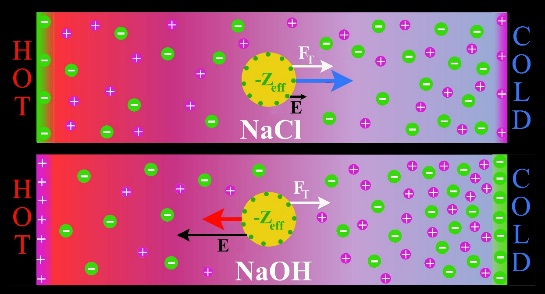 HOT
-Zeff
FT
E
NaCl
COLD
HOT
-Zeff
FT
E
NaOH
COLD